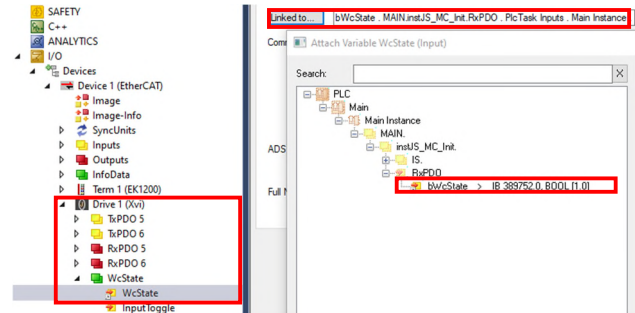 SAFETY
C++
ANALYTICS
I/O
Devices
Device 1 (EtherCAT)
Image
Image-Info
SyncUnits
Inputs
Outputs
InfoData
Term 1 (EK1200)
Drive 1 (Xvi)
TxPDO 5
TxPDO 6
RxPDO 5
RxPDO 6
WcState
WcState
InputToggle
Linked to...
bWcState . MAIN.instJS_MC_Init.RxPDO . PlcTask Inputs . Main Instance
Com
Attach Variable WcState (Input)
Search:
X
PLC
Main
Main Instance
MAIN.
instJS_MC_Init.
IS.
RxPDO
bWcState > IB 389752.0, BOOL [1.0]
ADS
Full